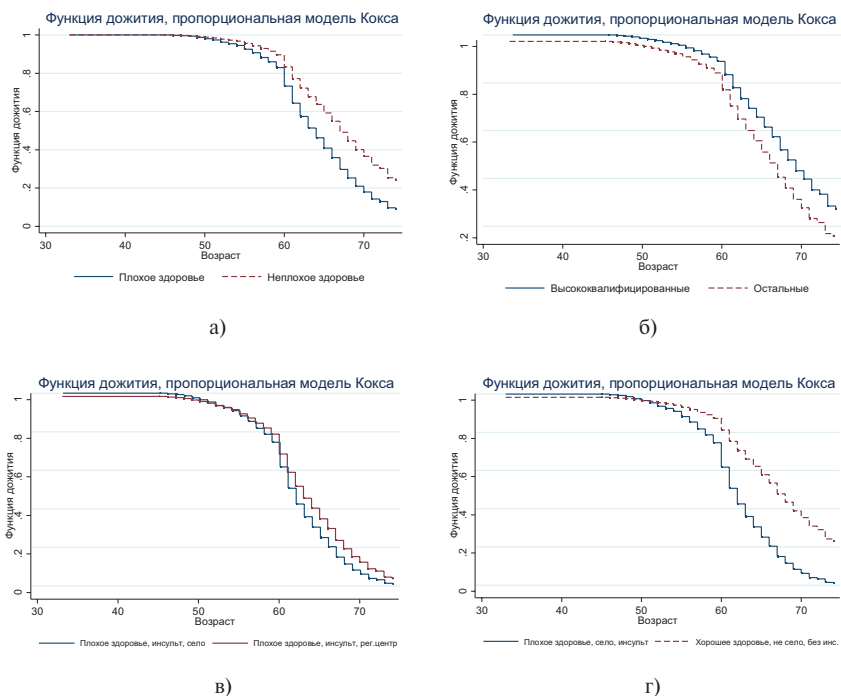 Функция дожития, пропорциональная модель Кокса
Функция дожития
1
.8
.6
.4
.2
0
30 40 50 60 70
Возраст
Плохое здоровье Неплохое здоровье
а)
Функция дожития, пропорциональная модель Кокса
Функция дожития
1
.8
.6
.4
.2
30 40 50 60 70
Возраст
Высококвалифицированные Остальные
б)
Функция дожития, пропорциональная модель Кокса
Функция дожития
1
.8
.6
.4
.2
0
30 40 50 60 70
Возраст
Плохое здоровье, инсульт, село Плохое здоровье, инсульт, рег.центр
в)
Функция дожития, пропорциональная модель Кокса
Функция дожития
1
.8
.6
.4
.2
0
30 40 50 60 70
Возраст
Плохое здоровье, село, инсульт Хорошее здоровье, не село, без инс.
г)